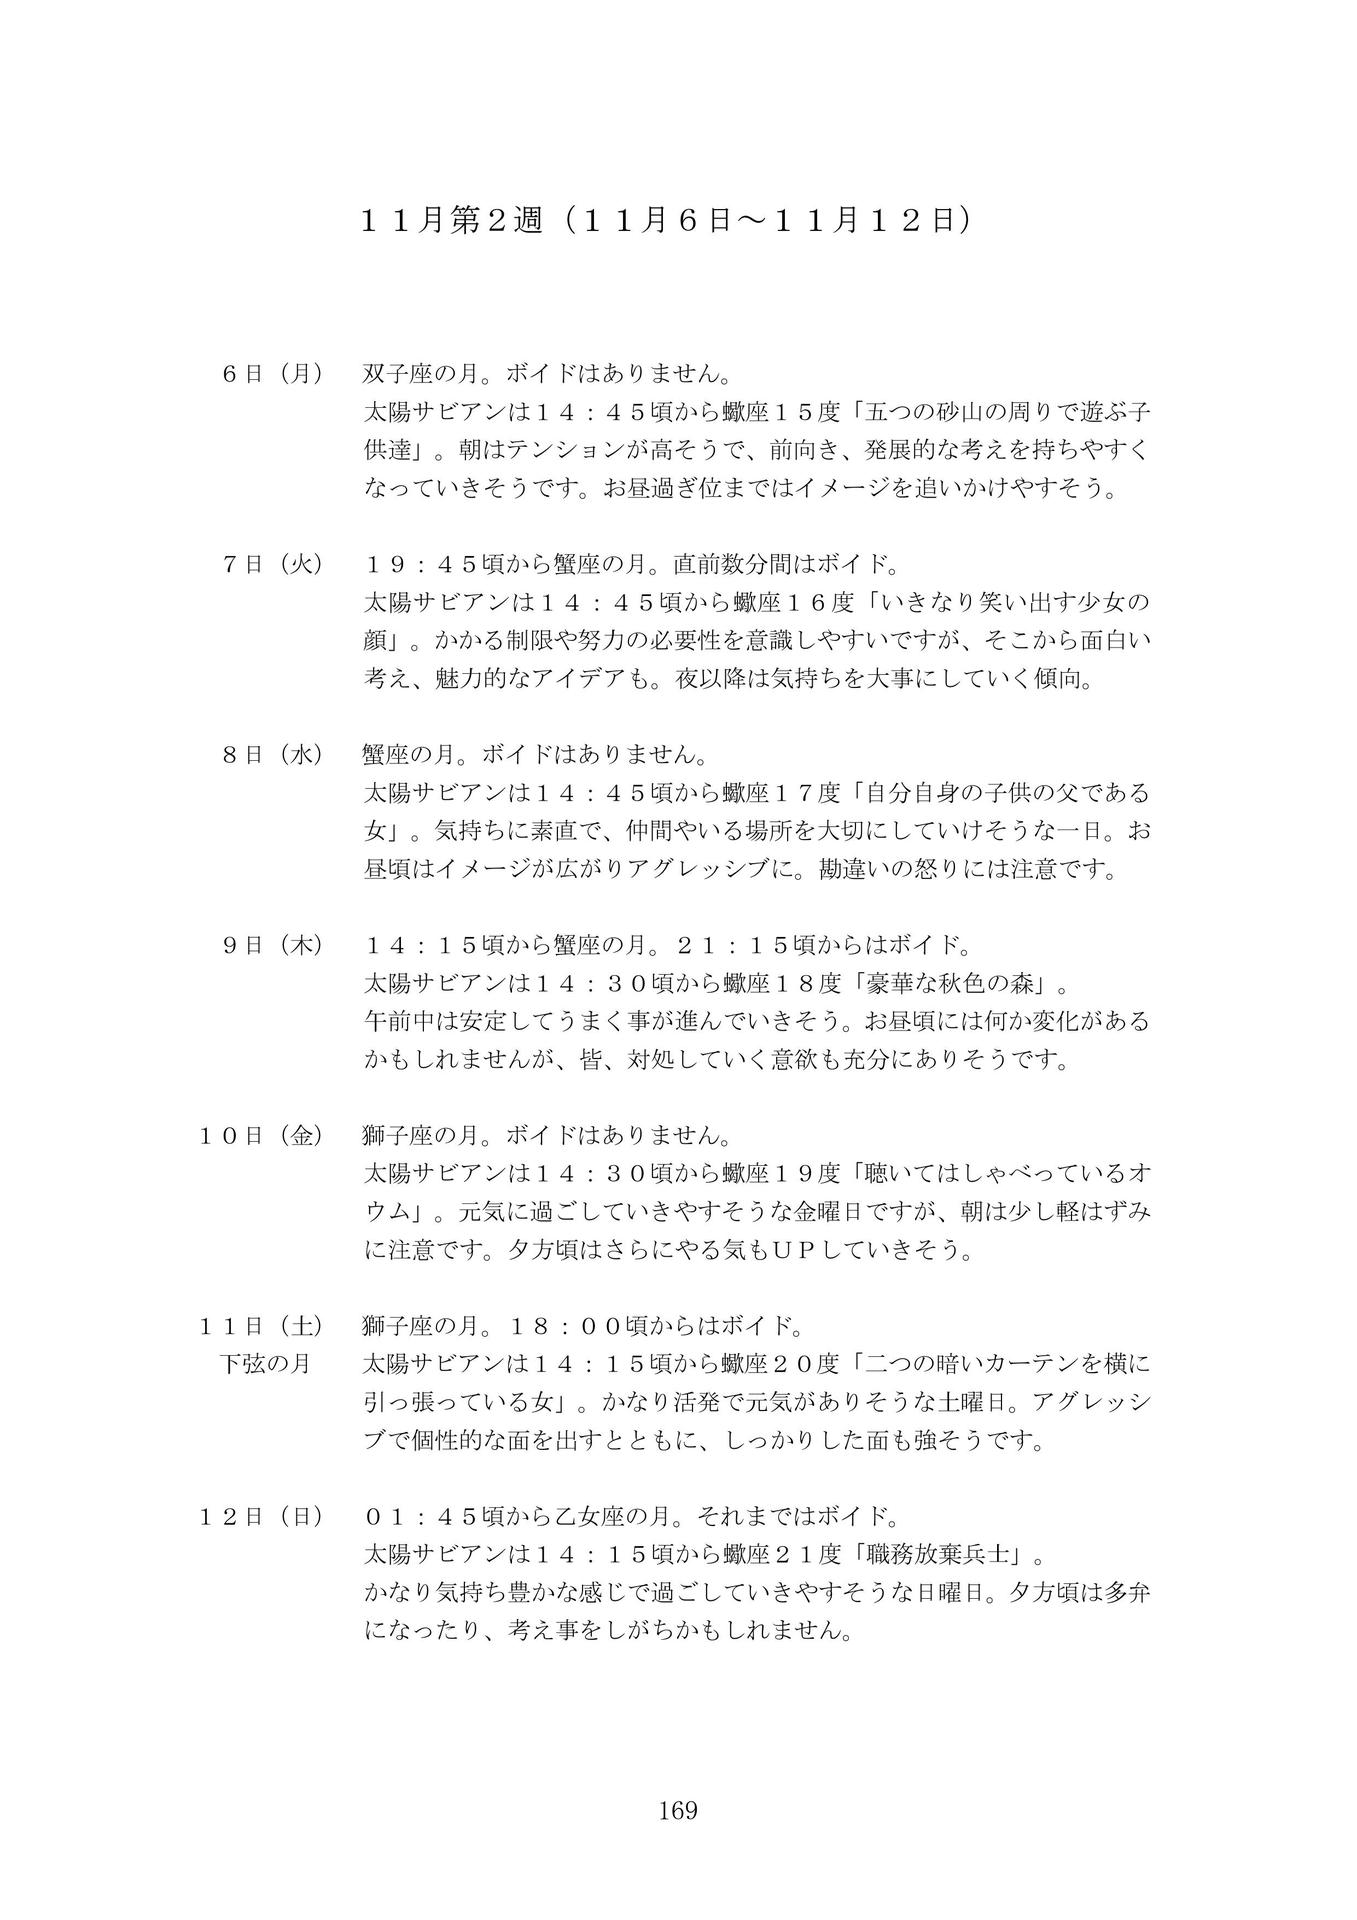 １１月第２週（１１月６日～１１月１２日）
６日（月）　双子座の月。ボイドはありません。
太陽サビアンは１４：４５頃から蠍座１５度「五つの砂山の周りで遊ぶ子
供達」。朝はテンションが高そうで、前向き、発展的な考えを持ちやすく
なっていきそうです。お昼過ぎ位まではイメージを追いかけやすそう。
７日（火）　１９：４５頃から蟹座の月。直前数分間はボイド。
太陽サビアンは１４：４５頃から蠍座１６度「いきなり笑い出す少女の
顔」。かかる制限や努力の必要性を意識しやすいですが、そこから面白い
考え、魅力的なアイデアも。夜以降は気持ちを大事にしていく傾向。
８日（水）　蟹座の月。ボイドはありません。
太陽サビアンは１４：４５頃から蠍座１７度「自分自身の子供の父である
女」。気持ちに素直で、仲間やいる場所を大切にしていけそうな一日。お
昼頃はイメージが広がりアグレッシブに。勘違いの怒りには注意です。
９日（木）　１４：１５頃から蟹座の月。２１：１５頃からはボイド。
太陽サビアンは１４：３０頃から蠍座１８度「豪華な秋色の森」。
午前中は安定してうまく事が進んでいきそう。お昼頃には何か変化がある
かもしれませんが、皆、対処していく意欲も充分にありそうです。
１０日（金）　獅子座の月。ボイドはありません。
太陽サビアンは１４：３０頃から蠍座１９度「聴いてはしゃべっているオ
ウム」。元気に過ごしていきやすそうな金曜日ですが、朝は少し軽はずみ
に注意です。夕方頃はさらにやる気もＵＰしていきそう。
１１日（土）　獅子座の月。１８：００頃からはボイド。
下弦の月　太陽サビアンは１４：１５頃から蠍座２０度「二つの暗いカーテンを横に
引っ張っている女」。かなり活発で元気がありそうな土曜日。アグレッシ
ブで個性的な面を出すとともに、しっかりした面も強そうです。
１２日（日）　０１：４５頃から乙女座の月。それまではボイド。
太陽サビアンは１４：１５頃から蠍座２１度「職務放棄兵士」。
かなり気持ち豊かな感じで過ごしていきやすそうな日曜日。夕方頃は多弁
になったり、考え事をしがちかもしれません。
169